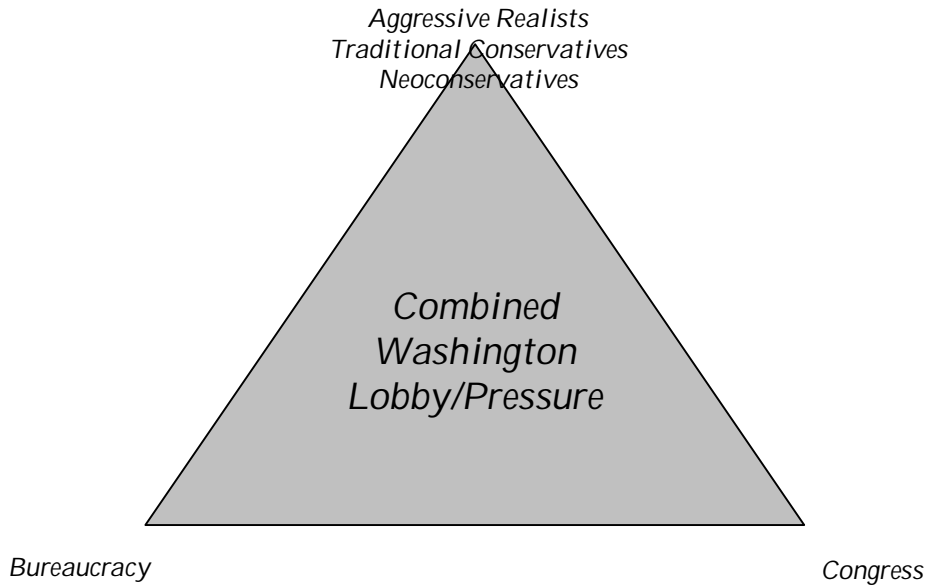 Aggressive Realists
Traditional Conservatives
Neoconservatives
Combined
Washington
Lobby/Pressure
Bureaucracy
Congress